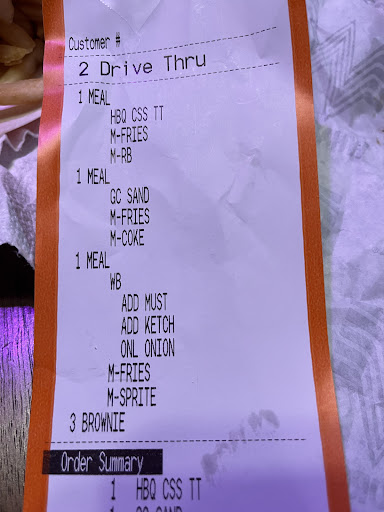 Customer #
2 Drive Thru
1 MEAL
HBQ CSS TT
M-FRIES
M-RB
1 MEAL
GC SAND
M-FRIES
M-COKE
1 MEAL
WB
ADD MUST
ADD KETCH
ONL ONION
M-FRIES
M-SPRITE
3 BROWNIE
Order Summary
1 HBQ CSS TT